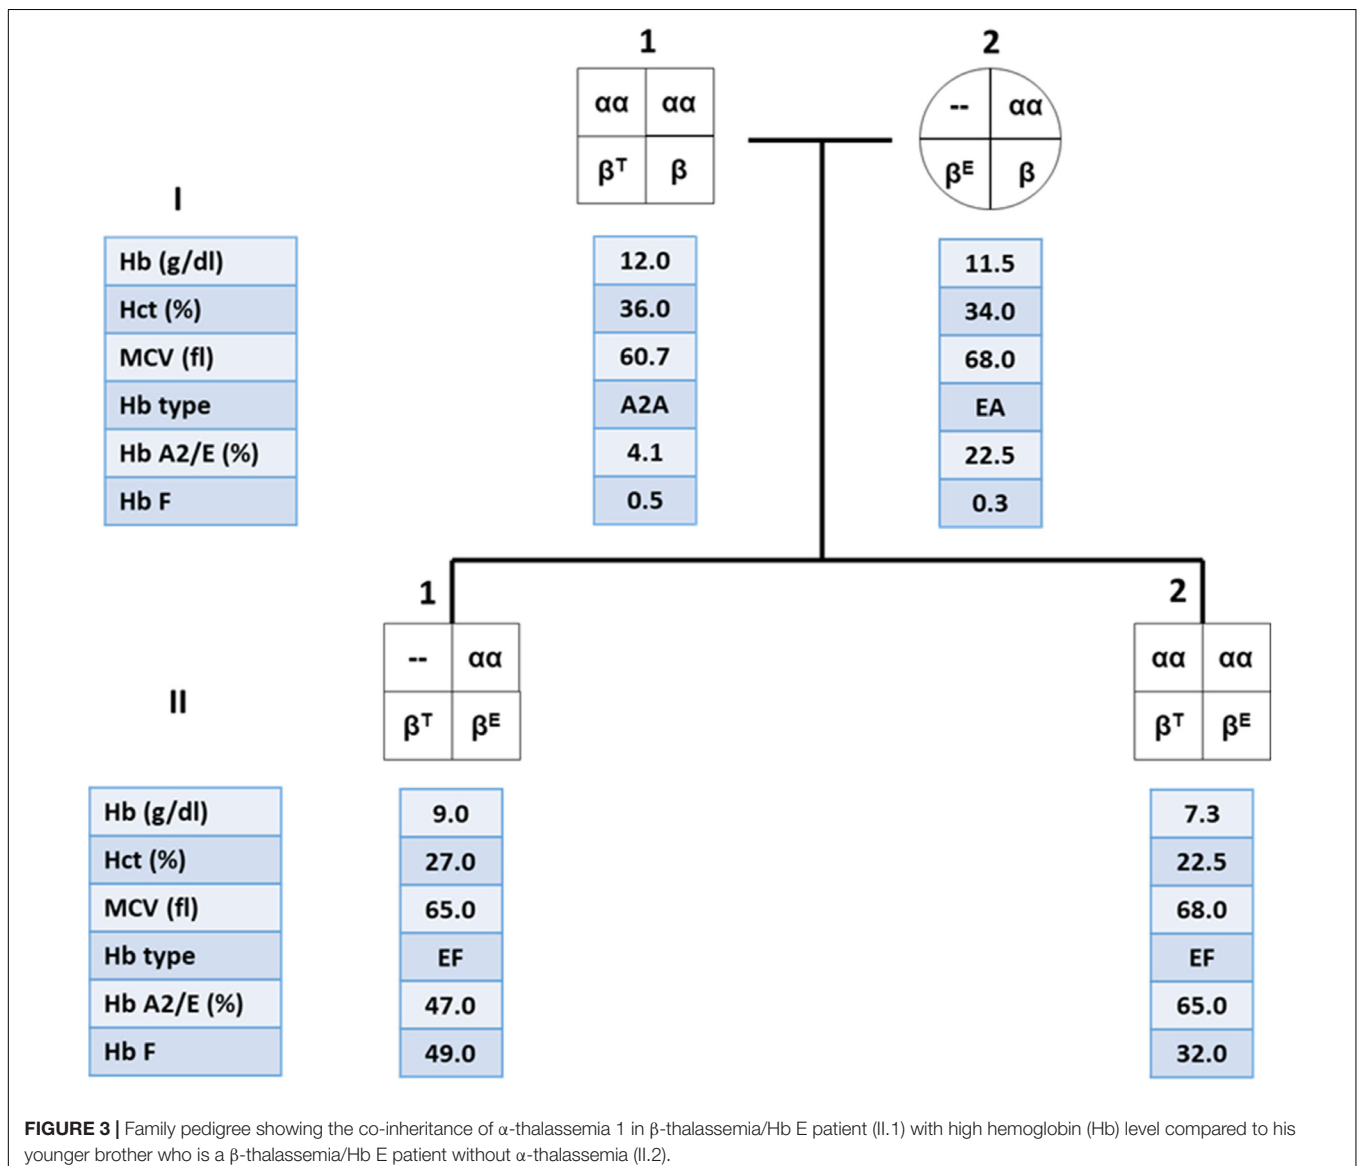 1 2
αα αα -- αα
βᵀ β βᴱ β
I
Hb (g/dl) 12.0 11.5
Hct (%) 36.0 34.0
MCV (fl) 60.7 68.0
Hb type A2A EA
Hb A2/E (%) 4.1 22.5
Hb F 0.5 0.3
1 2
-- αα αα αα
II
βᵀ βᴱ βᵀ βᴱ
Hb (g/dl) 9.0 7.3
Hct (%) 27.0 22.5
MCV (fl) 65.0 68.0
Hb type EF EF
Hb A2/E (%) 47.0 65.0
Hb F 49.0 32.0
FIGURE 3 | Family pedigree showing the co-inheritance of α-thalassemia 1 in β-thalassemia/Hb E patient (II.1) with high hemoglobin (Hb) level compared to his
younger brother who is a β-thalassemia/Hb E patient without α-thalassemia (II.2).